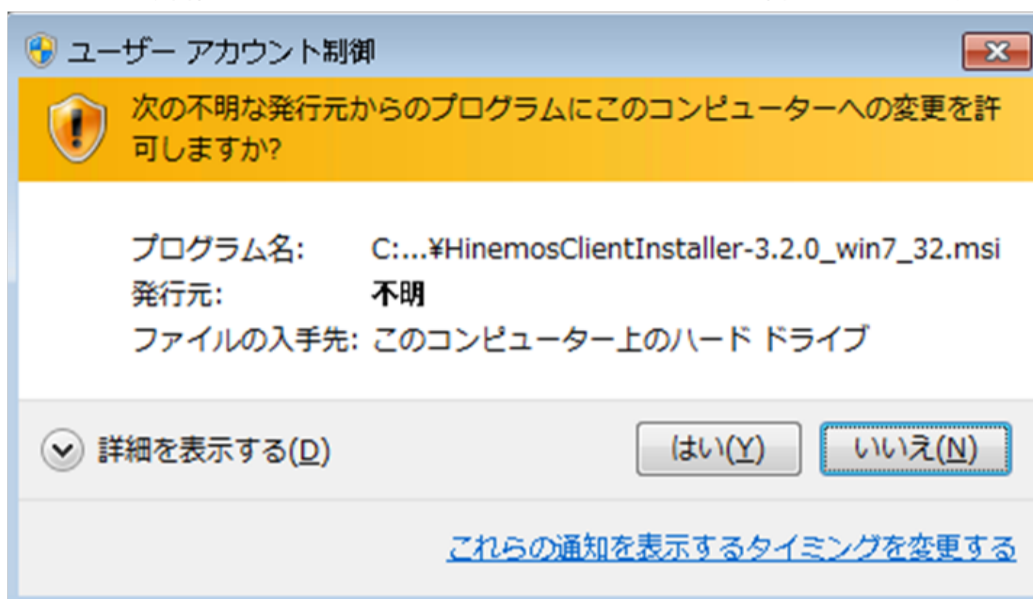 ユーザー アカウント制御
次の不明な発行元からのプログラムにこのコンピューターへの変更を許
可しますか?
プログラム名: C:...¥HinemosClientInstaller-3.2.0_win7_32.msi
発行元: 不明
ファイルの入手先: このコンピューター上のハード ドライブ
詳細を表示する(D) はい(Y) いいえ(N)
これらの通知を表示するタイミングを変更する